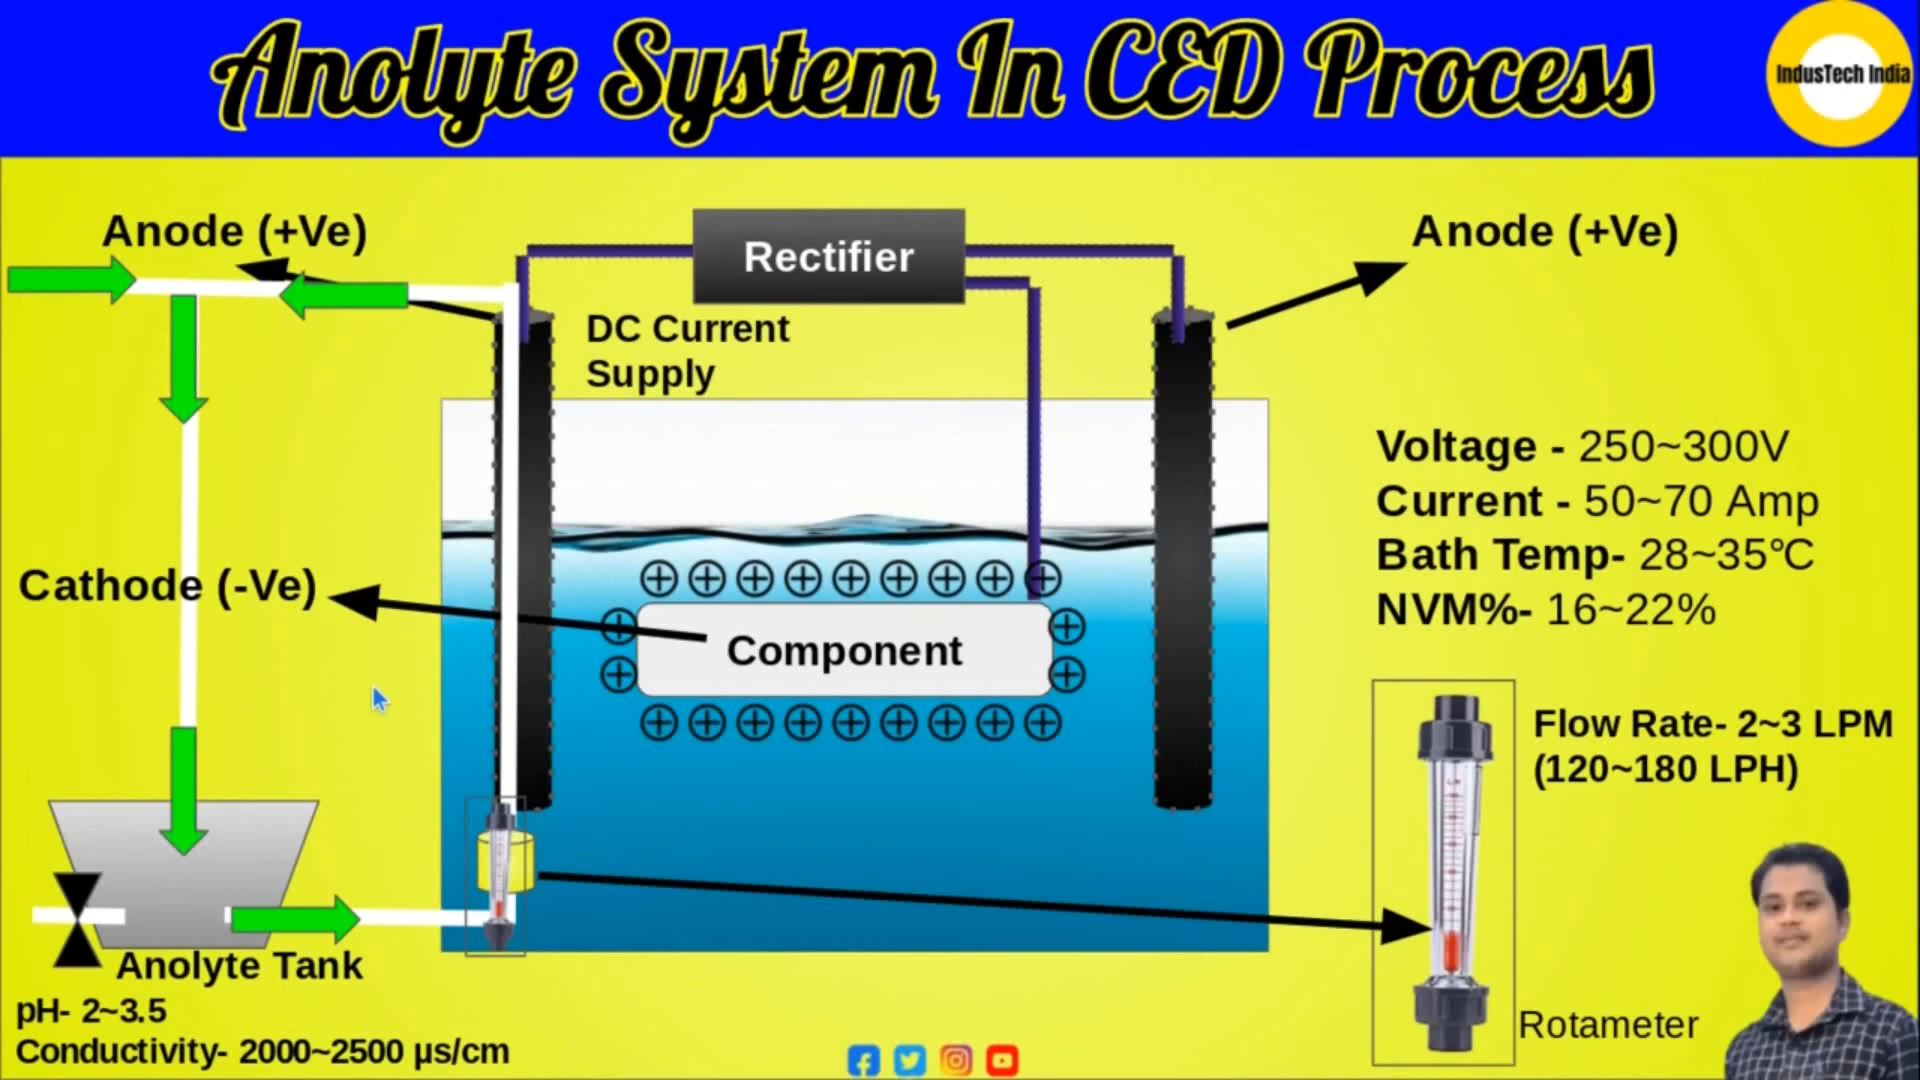 Anolyte System In CED Process
IndusTech India
Anode (+Ve)
Rectifier
Anode (+Ve)
DC Current
Supply
Voltage - 250~300V
Current - 50~70 Amp
Bath Temp- 28~35°C
NVM%- 16~22%
Cathode (-Ve)
Component
Flow Rate- 2~3 LPM
(120~180 LPH)
Anolyte Tank
pH- 2~3.5
Conductivity- 2000~2500 µs/cm
Rotameter